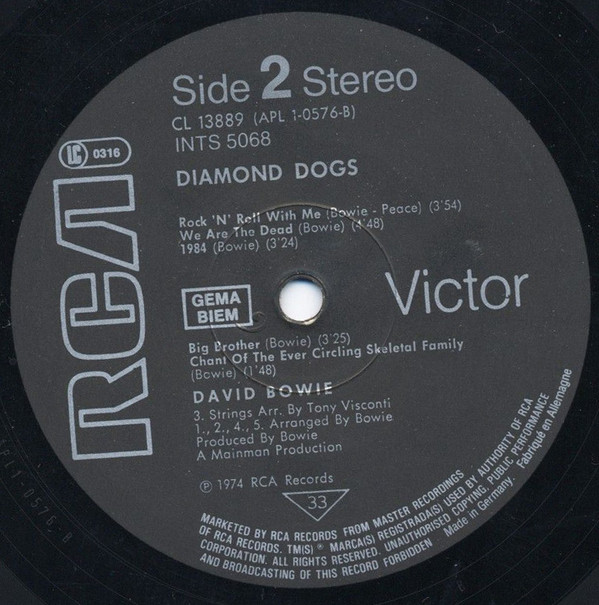 Side 2 Stereo
CL 13889 (APL 1-0576-B)
INTS 5068
LC 0316
DIAMOND DOGS
RCA
Rock 'N' Roll With Me (Bowie - Peace) (3'54)
We Are The Dead (Bowie) (4'48)
1984 (Bowie) (3'24)
GEMA
BIEM
Victor
Big Brother (Bowie) (3'25)
Chant Of The Ever Circling Skeletal Family
(Bowie) (1'48)
DAVID BOWIE
3. Strings Arr. By Tony Visconti
1., 2., 4., 5. Arranged By Bowie
Produced By Bowie
A Mainman Production
℗ 1974 RCA Records
33
MARKETED BY RCA RECORDS FROM MASTER RECORDINGS
OF RCA RECORDS. TM(S) ® MARCA(S) REGISTRADA(S) USED BY AUTHORITY OF RCA
CORPORATION. ALL RIGHTS RESERVED. UNAUTHORISED COPYING, PUBLIC PERFORMANCE
AND BROADCASTING OF THIS RECORD FORBIDDEN
Made in Germany. Fabriqué en Allemagne